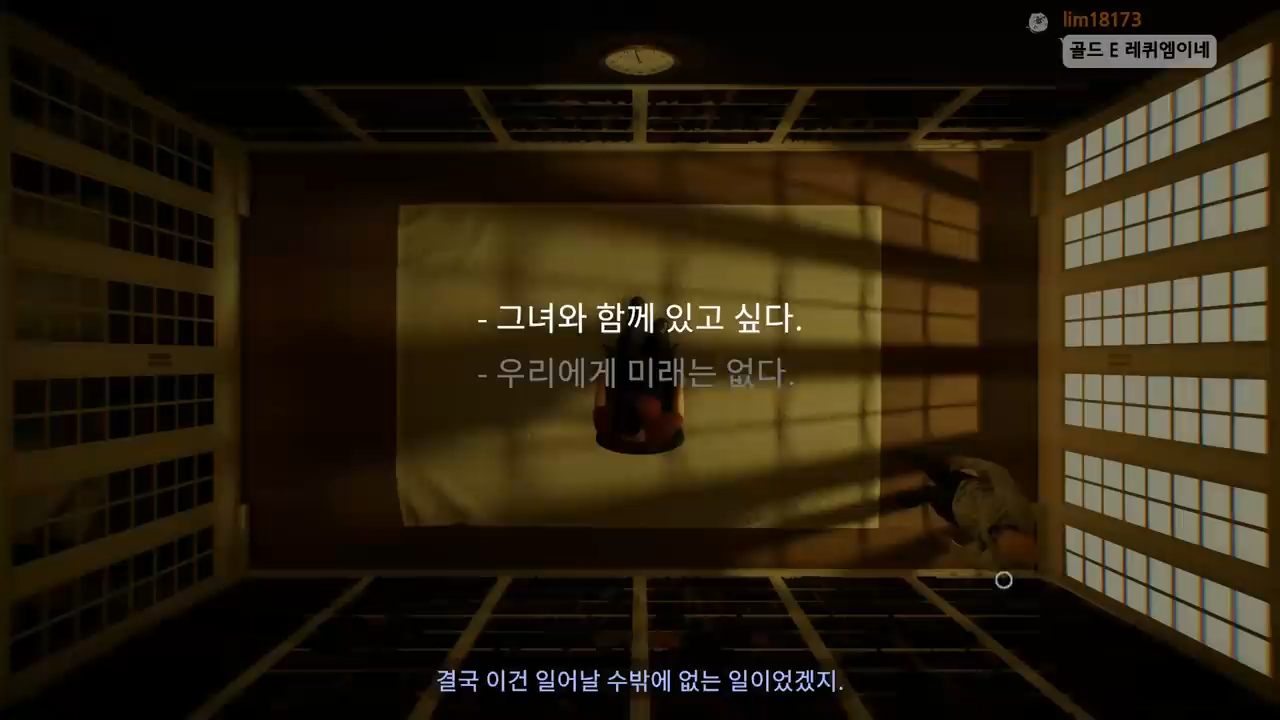 lim18173
골드 E 레퀴엠이네
- 그녀와 함께 있고 싶다.
- 우리에게 미래는 없다.
결국 이건 일어날 수밖에 없는 일이었겠지.